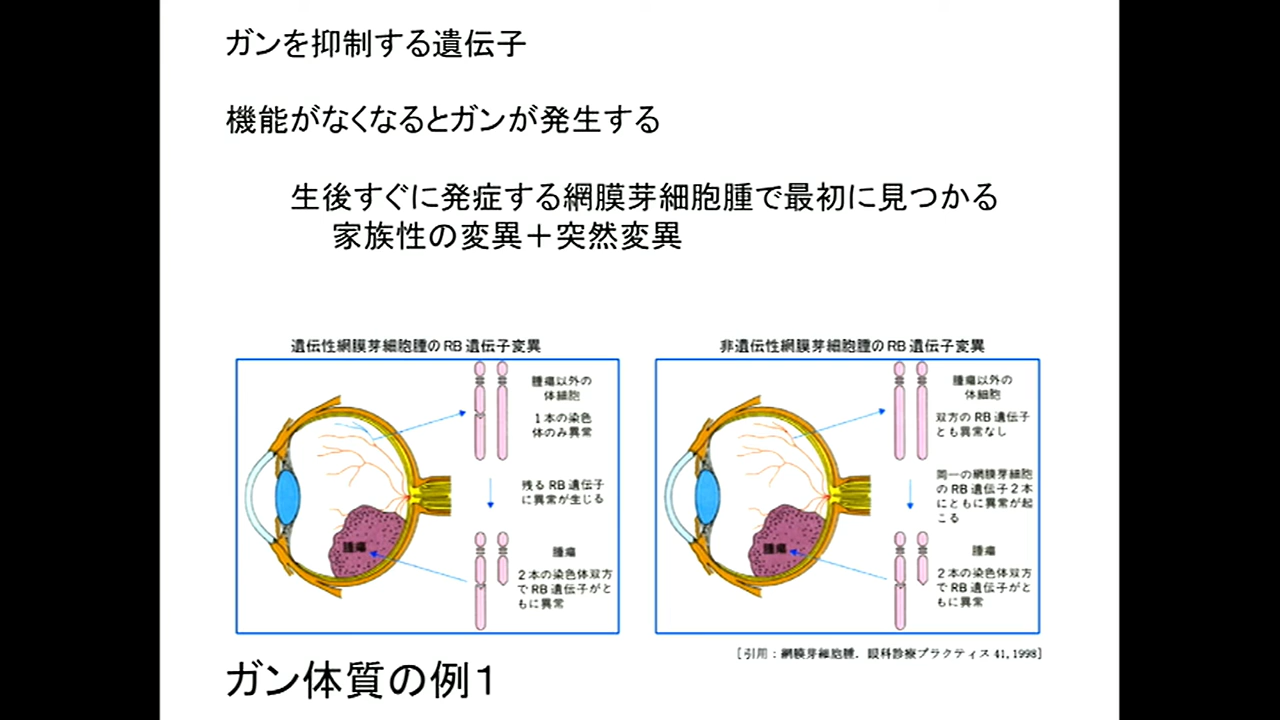 ガンを抑制する遺伝子
機能がなくなるとガンが発生する
生後すぐに発症する網膜芽細胞腫で最初に見つかる
家族性の変異＋突然変異
遺伝性網膜芽細胞腫のRB遺伝子変異
腫瘍以外の
体細胞
1本の染色
体のみ異常
残るRB遺伝子
に異常が生じる
腫瘍
腫瘍
2本の染色体双方
でRB遺伝子がと
もに異常
非遺伝性網膜芽細胞腫のRB遺伝子変異
腫瘍以外の
体細胞
双方のRB遺伝子
とも異常なし
同一の網膜芽細胞
のRB遺伝子2本
にともに異常が起
こる
腫瘍
腫瘍
2本の染色体双方
でRB遺伝子がと
もに異常
[引用：網膜芽細胞腫．眼科診療プラクティス 41, 1998]
ガン体質の例１